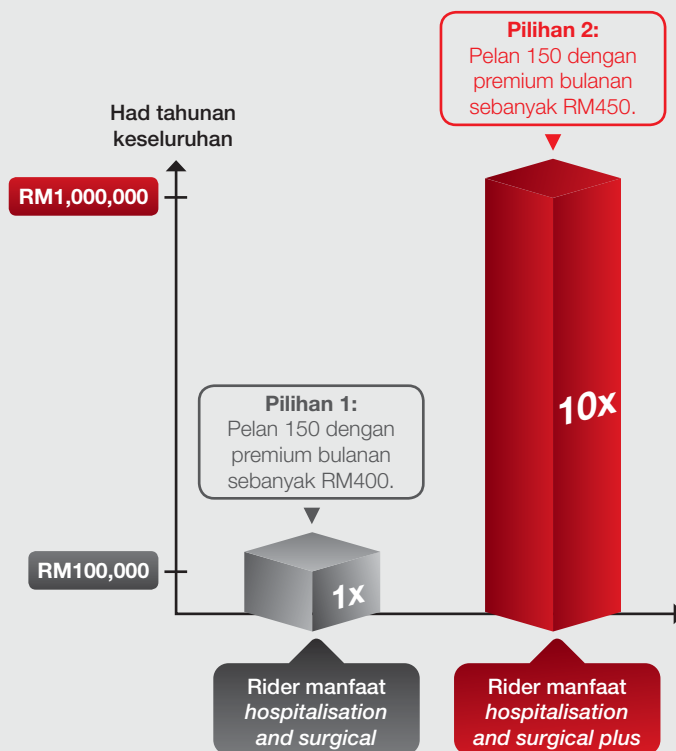 Pilihan 2:
Pelan 150 dengan
premium bulanan
sebanyak RM450.
Had tahunan
keseluruhan
RM1,000,000
10x
Pilihan 1:
Pelan 150 dengan
premium bulanan
sebanyak RM400.
RM100,000
1x
Rider manfaat
hospitalisation
and surgical
Rider manfaat
hospitalisation
and surgical plus